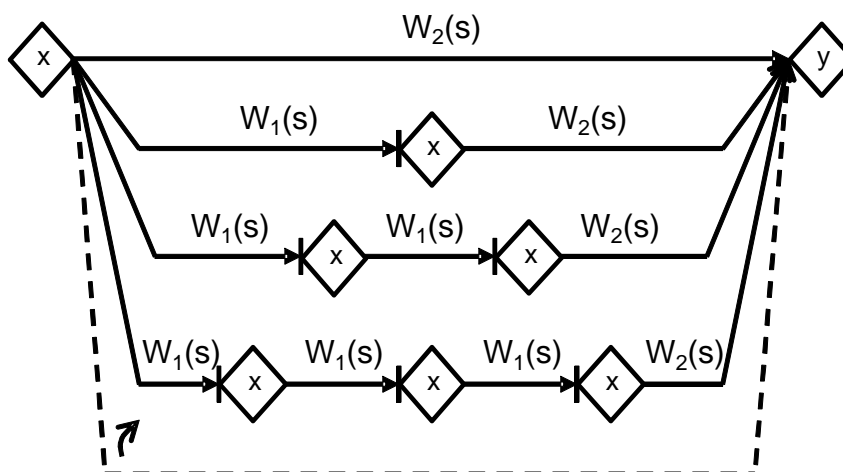 W₂(s)
x y
W₁(s) W₂(s)
x
W₁(s) W₁(s) W₂(s)
x x
W₁(s) W₁(s) W₁(s) W₂(s)
x x x